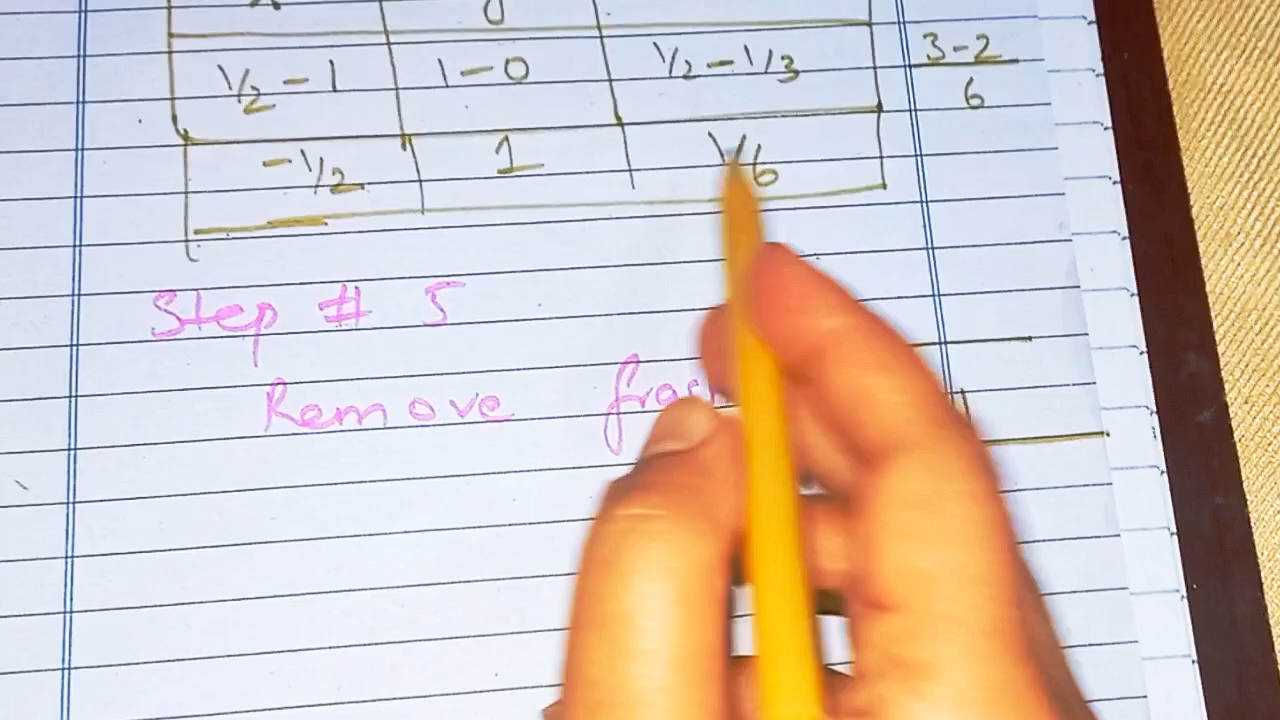 ½ - 1 1 - 0 ½ - ⅓ 3-2/6
-½ 1 ⅙
Step # 5
Remove